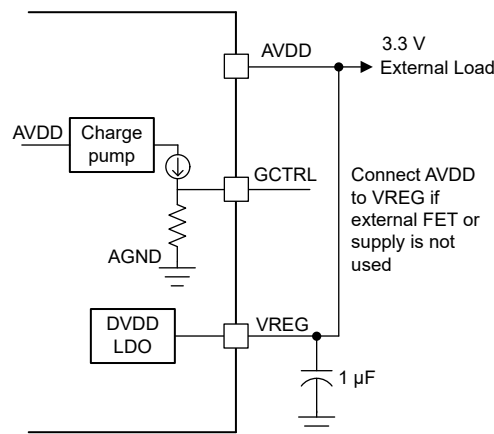 AVDD
3.3 V
External Load
AVDD
Charge
pump
GCTRL
Connect AVDD
to VREG if
external FET or
supply is not
used
AGND
DVDD
LDO
VREG
1 µF